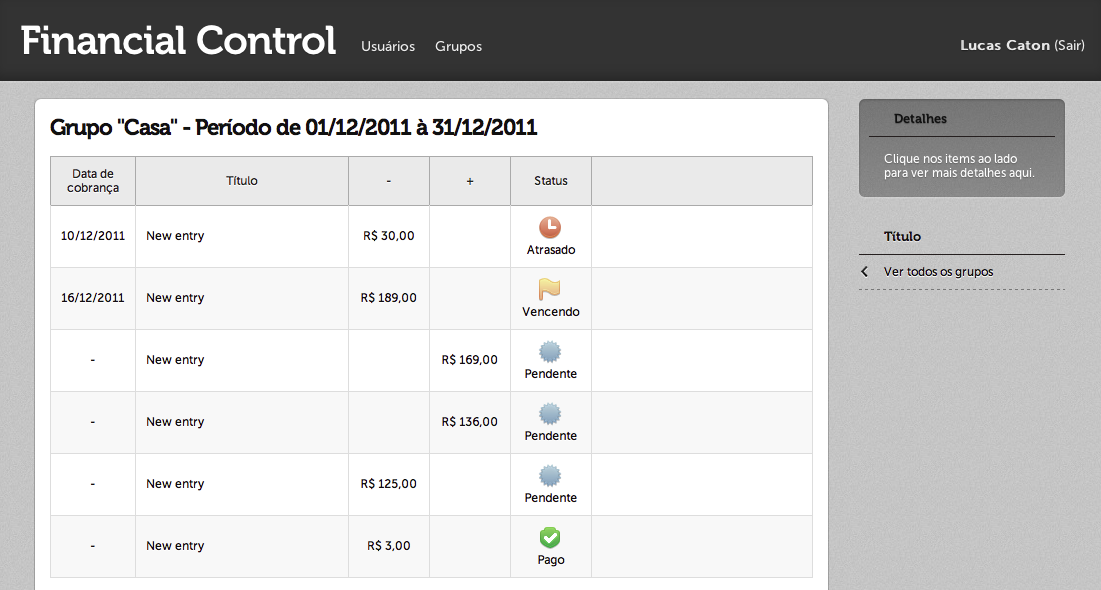 Financial Control Usuários Grupos Lucas Caton (Sair)
Grupo "Casa" - Período de 01/12/2011 à 31/12/2011
Data de cobrança Título - + Status
10/12/2011 New entry R$ 30,00 Atrasado
16/12/2011 New entry R$ 189,00 Vencendo
- New entry R$ 169,00 Pendente
- New entry R$ 136,00 Pendente
- New entry R$ 125,00 Pendente
- New entry R$ 3,00 Pago
Detalhes
Clique nos items ao lado
para ver mais detalhes aqui.
Título
Ver todos os grupos